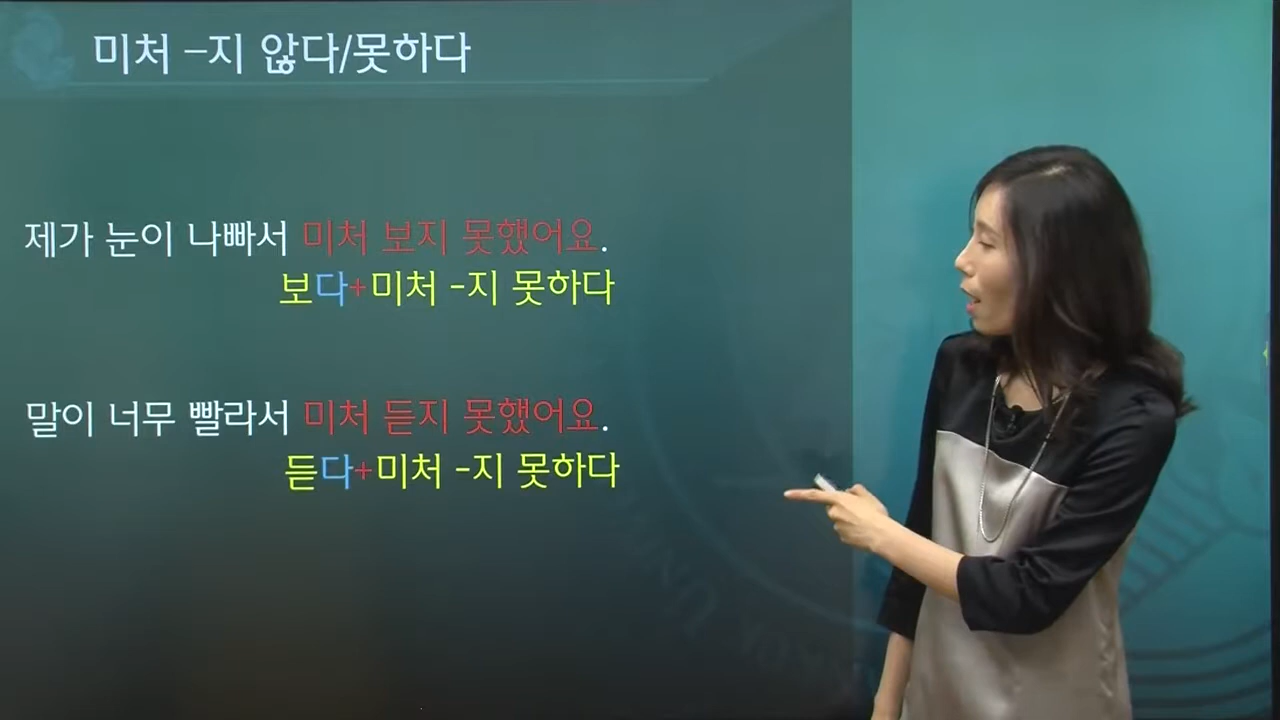 미처 –지 않다/못하다
제가 눈이 나빠서 미처 보지 못했어요.
보다+미처 -지 못하다
말이 너무 빨라서 미처 듣지 못했어요.
듣다+미처 -지 못하다